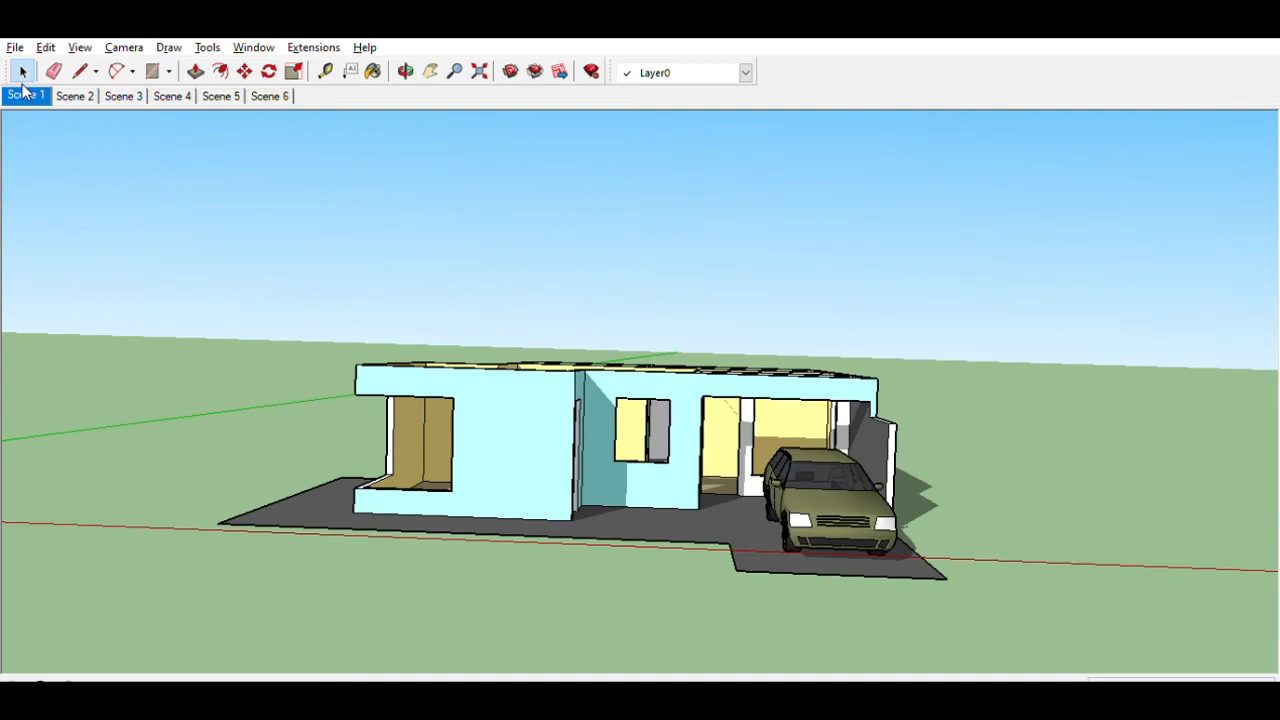 File Edit View Camera Draw Tools Window Extensions Help
Layer0
Scene 1 Scene 2 Scene 3 Scene 4 Scene 5 Scene 6